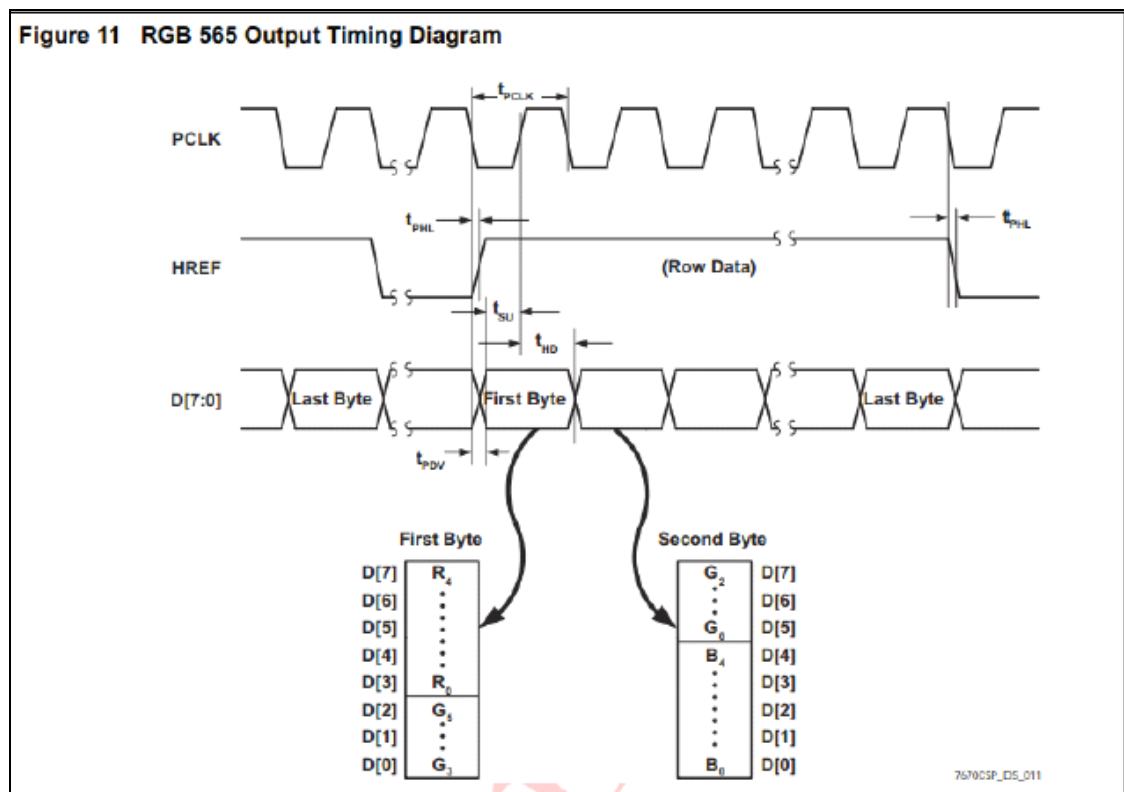 Figure 11 RGB 565 Output Timing Diagram
tPCLK
PCLK
tPHL
tPHL
HREF
(Row Data)
tSU
tHD
D[7:0]
Last Byte
First Byte
Last Byte
tPDV
First Byte
Second Byte
D[7] R4
G2 D[7]
D[6]
D[6]
D[5]
G0 D[5]
D[4]
B4 D[4]
D[3] R0
D[3]
D[2] G5
D[2]
D[1]
D[1]
D[0] G3
B0 D[0]
7670CSP_DS_011